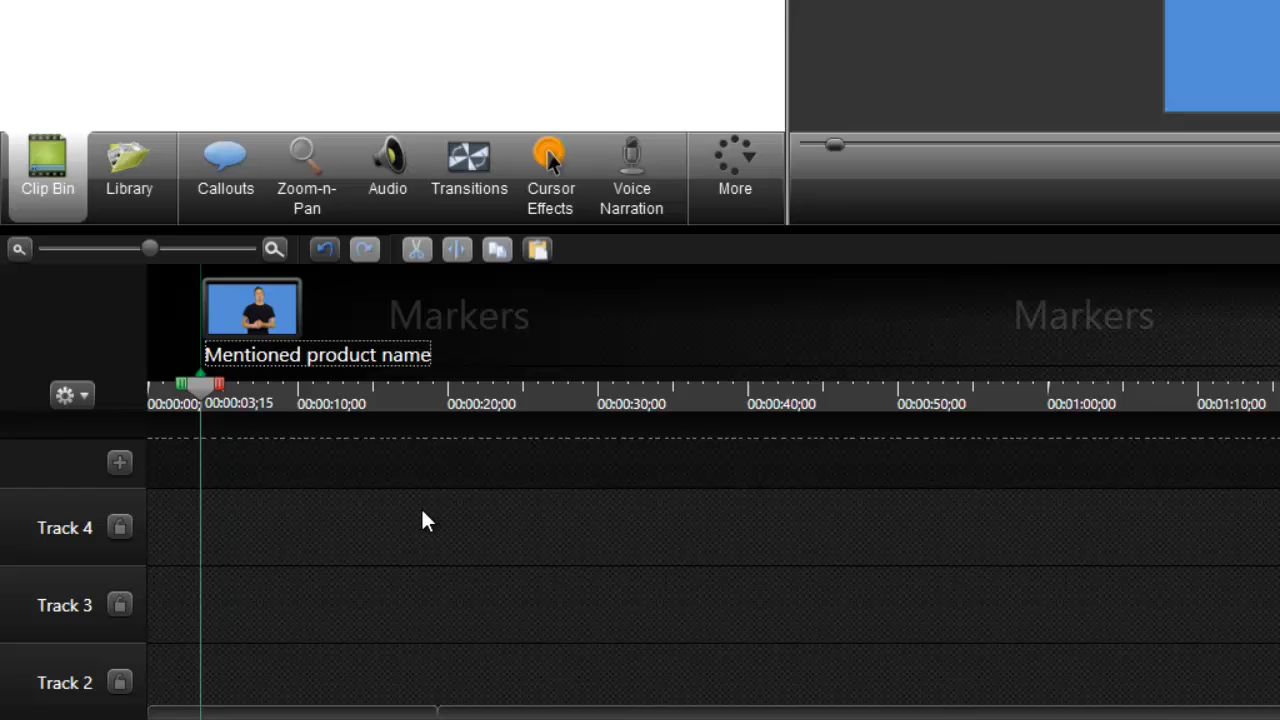 Clip Bin
Library
Callouts
Zoom-n-
Pan
Audio
Transitions
Cursor
Effects
Voice
Narration
More
Markers Markers
Mentioned product name
00:00:00; 00:00:03;15 00:00:10;00 00:00:20;00 00:00:30;00 00:00:40;00 00:00:50;00 00:01:00;00 00:01:10;00
Track 4
Track 3
Track 2